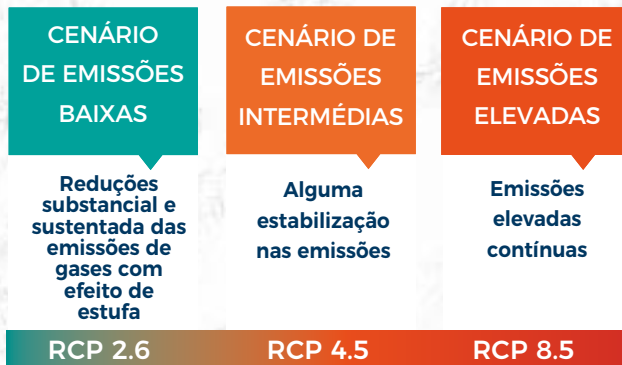 CENÁRIO
DE EMISSÕES
BAIXAS
Reduções
substancial e
sustentada das
emissões de
gases com
efeito de
estufa
RCP 2.6
CENÁRIO DE
EMISSÕES
INTERMÉDIAS
Alguma
estabilização
nas emissões
RCP 4.5
CENÁRIO DE
EMISSÕES
ELEVADAS
Emissões
elevadas
contínuas
RCP 8.5